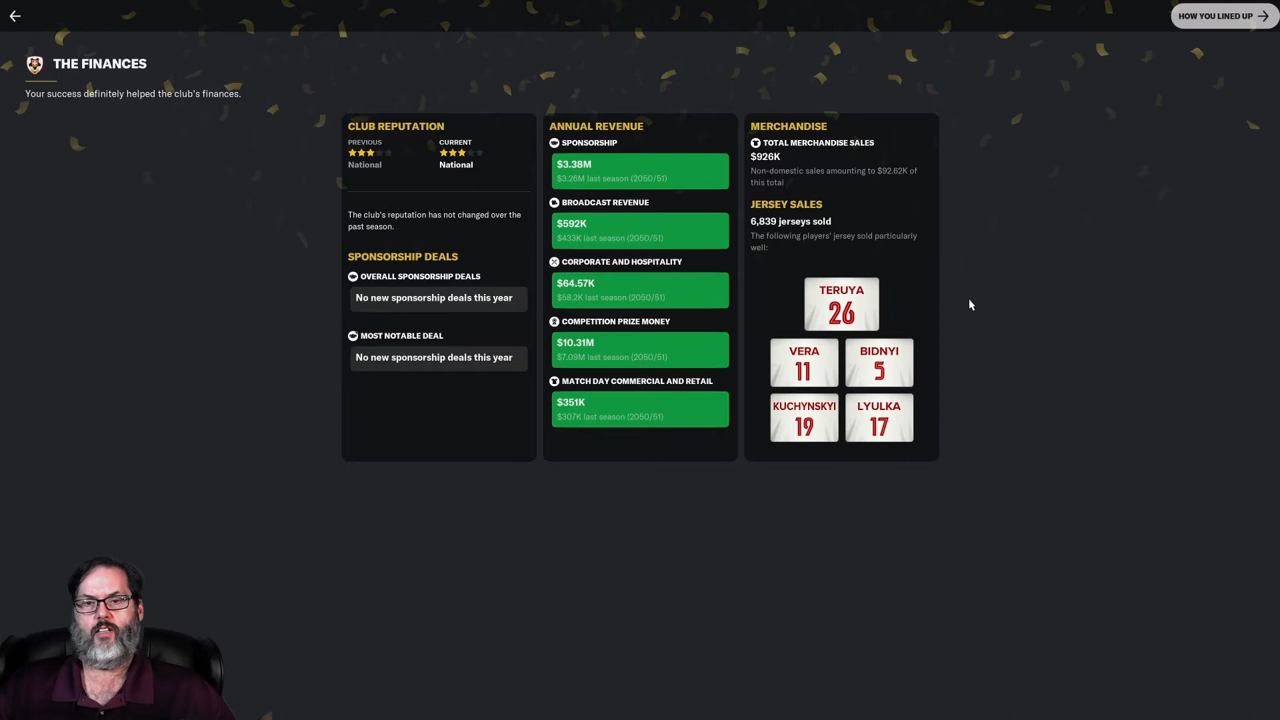 HOW YOU LINED UP
THE FINANCES
Your success definitely helped the club's finances.
CLUB REPUTATION
PREVIOUS
CURRENT
National
National
The club's reputation has not changed over the
past season.
SPONSORSHIP DEALS
OVERALL SPONSORSHIP DEALS
No new sponsorship deals this year
MOST NOTABLE DEAL
No new sponsorship deals this year
ANNUAL REVENUE
SPONSORSHIP
$3.38M
$3.26M last season (2050/51)
BROADCAST REVENUE
$592K
$433K last season (2050/51)
CORPORATE AND HOSPITALITY
$64.57K
$58.2K last season (2050/51)
COMPETITION PRIZE MONEY
$10.31M
$7.09M last season (2050/51)
MATCH DAY COMMERCIAL AND RETAIL
$351K
$307K last season (2050/51)
MERCHANDISE
TOTAL MERCHANDISE SALES
$926K
Non-domestic sales amounting to $92.62K of
this total
JERSEY SALES
6,839 jerseys sold
The following players' jersey sold particularly
well:
TERUYA
26
VERA
11
BIDNYI
5
KUCHYNSKYI
19
LYULKA
17